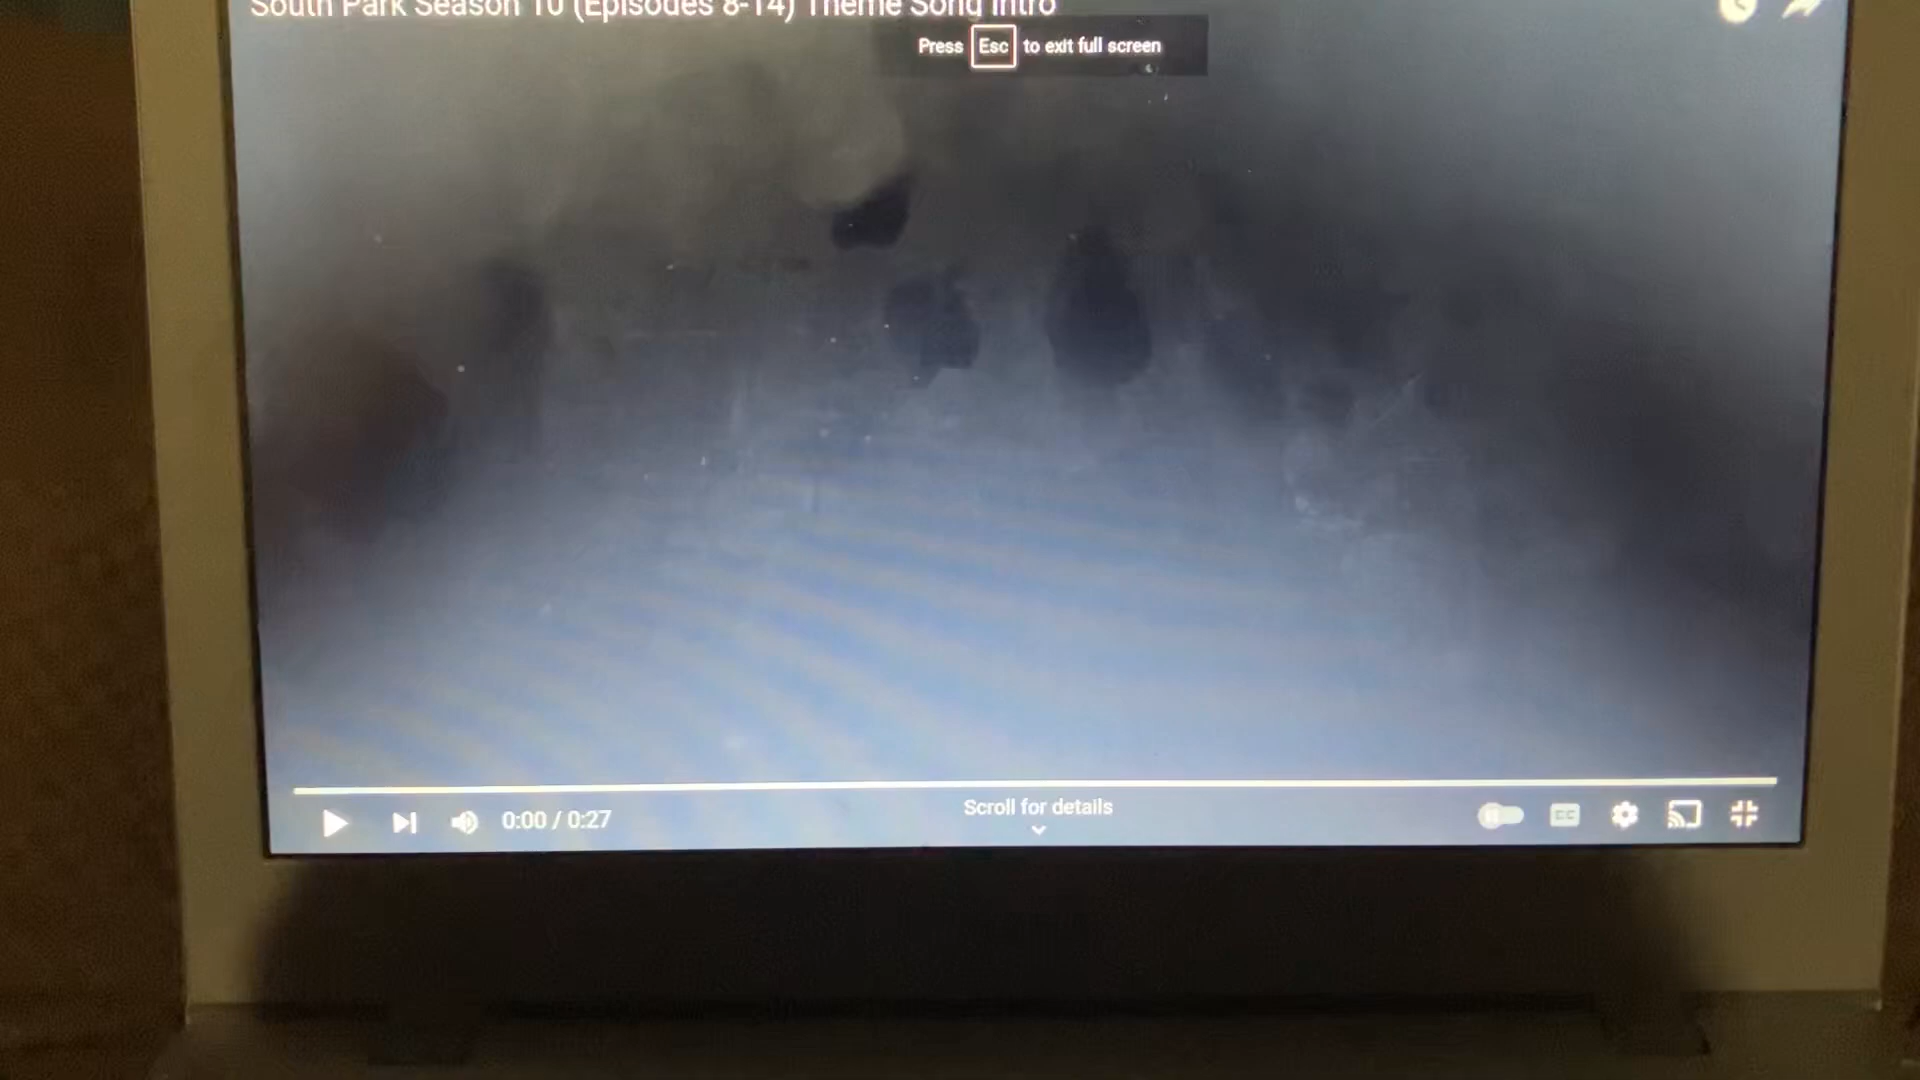 South Park Season 10 (Episodes 8-14) Theme Song Intro
Press Esc to exit full screen
Scroll for details
0:00 / 0:27
CC